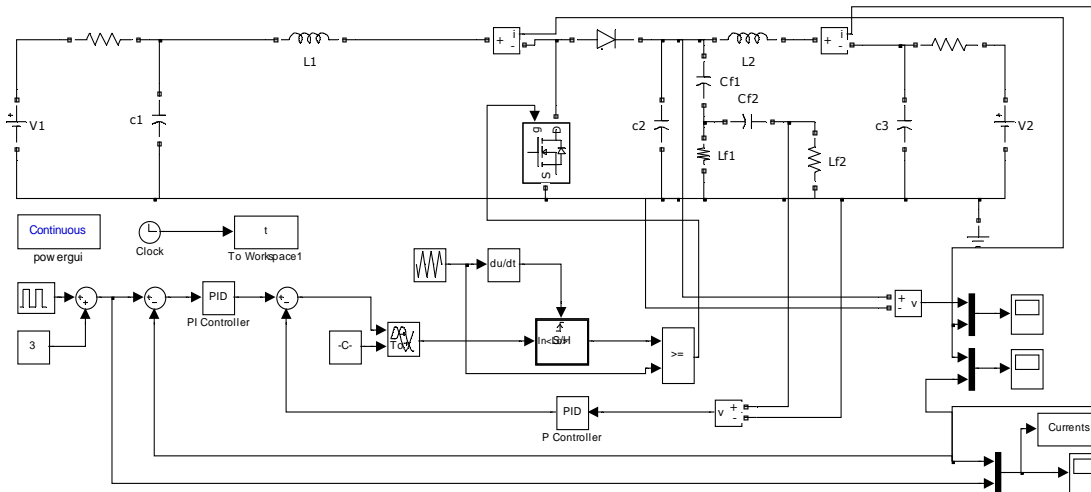 i
+
-
i
+
-
L1
L2
Cf1
Cf2
V1
+
c1
g
D
S
c2
Lf1
Lf2
c3
+
V2
Continuous
powergui
Clock
t
To Workspace1
du/dt
+
-
v
+
+
+
-
PID
PI Controller
+
-
3
-C-
S/H
>=
PID
P Controller
v
+
-
Currents